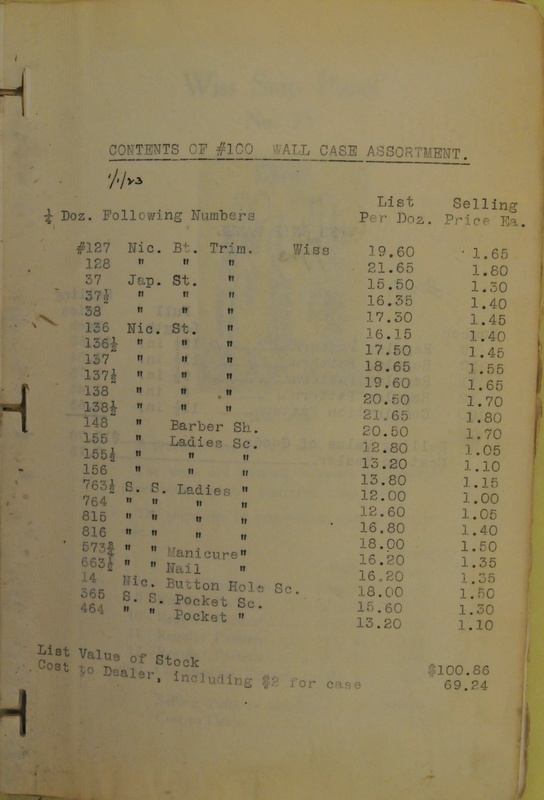 CONTENTS OF #100 WALL CASE ASSORTMENT.
1/1/23
List Selling
¼ Doz. Following Numbers Per Doz. Price Ea.
#127 Nic. Bt. Trim. Wiss 19.60 1.65
128 " " " 21.65 1.80
37 Jap. St. " 15.50 1.30
37½ " " " 16.35 1.40
38 " " " 17.30 1.45
136 Nic. St. " 16.15 1.40
136½ " " " 17.50 1.45
137 " " " 18.65 1.55
137½ " " " 19.60 1.65
138 " " " 20.50 1.70
138½ " " " 21.65 1.80
148 " Barber Sh. 20.50 1.70
155 " Ladies Sc. 12.80 1.05
155½ " " " 13.20 1.10
156 " " " 13.80 1.15
763½ S. S. Ladies " 12.00 1.00
764 " " " " 12.60 1.05
815 " " " " 16.80 1.40
816 " " " " 18.00 1.50
" " Manicure" 16.20 1.35
663½ " " Nail " 16.20 1.35
14 Nic. Button Hole Sc. 18.00 1.50
365 S. S. Pocket Sc. 15.60 1.30
464 " " Pocket " 13.20 1.10
List Value of Stock $100.86
Cost to Dealer, including $2 for case 69.24